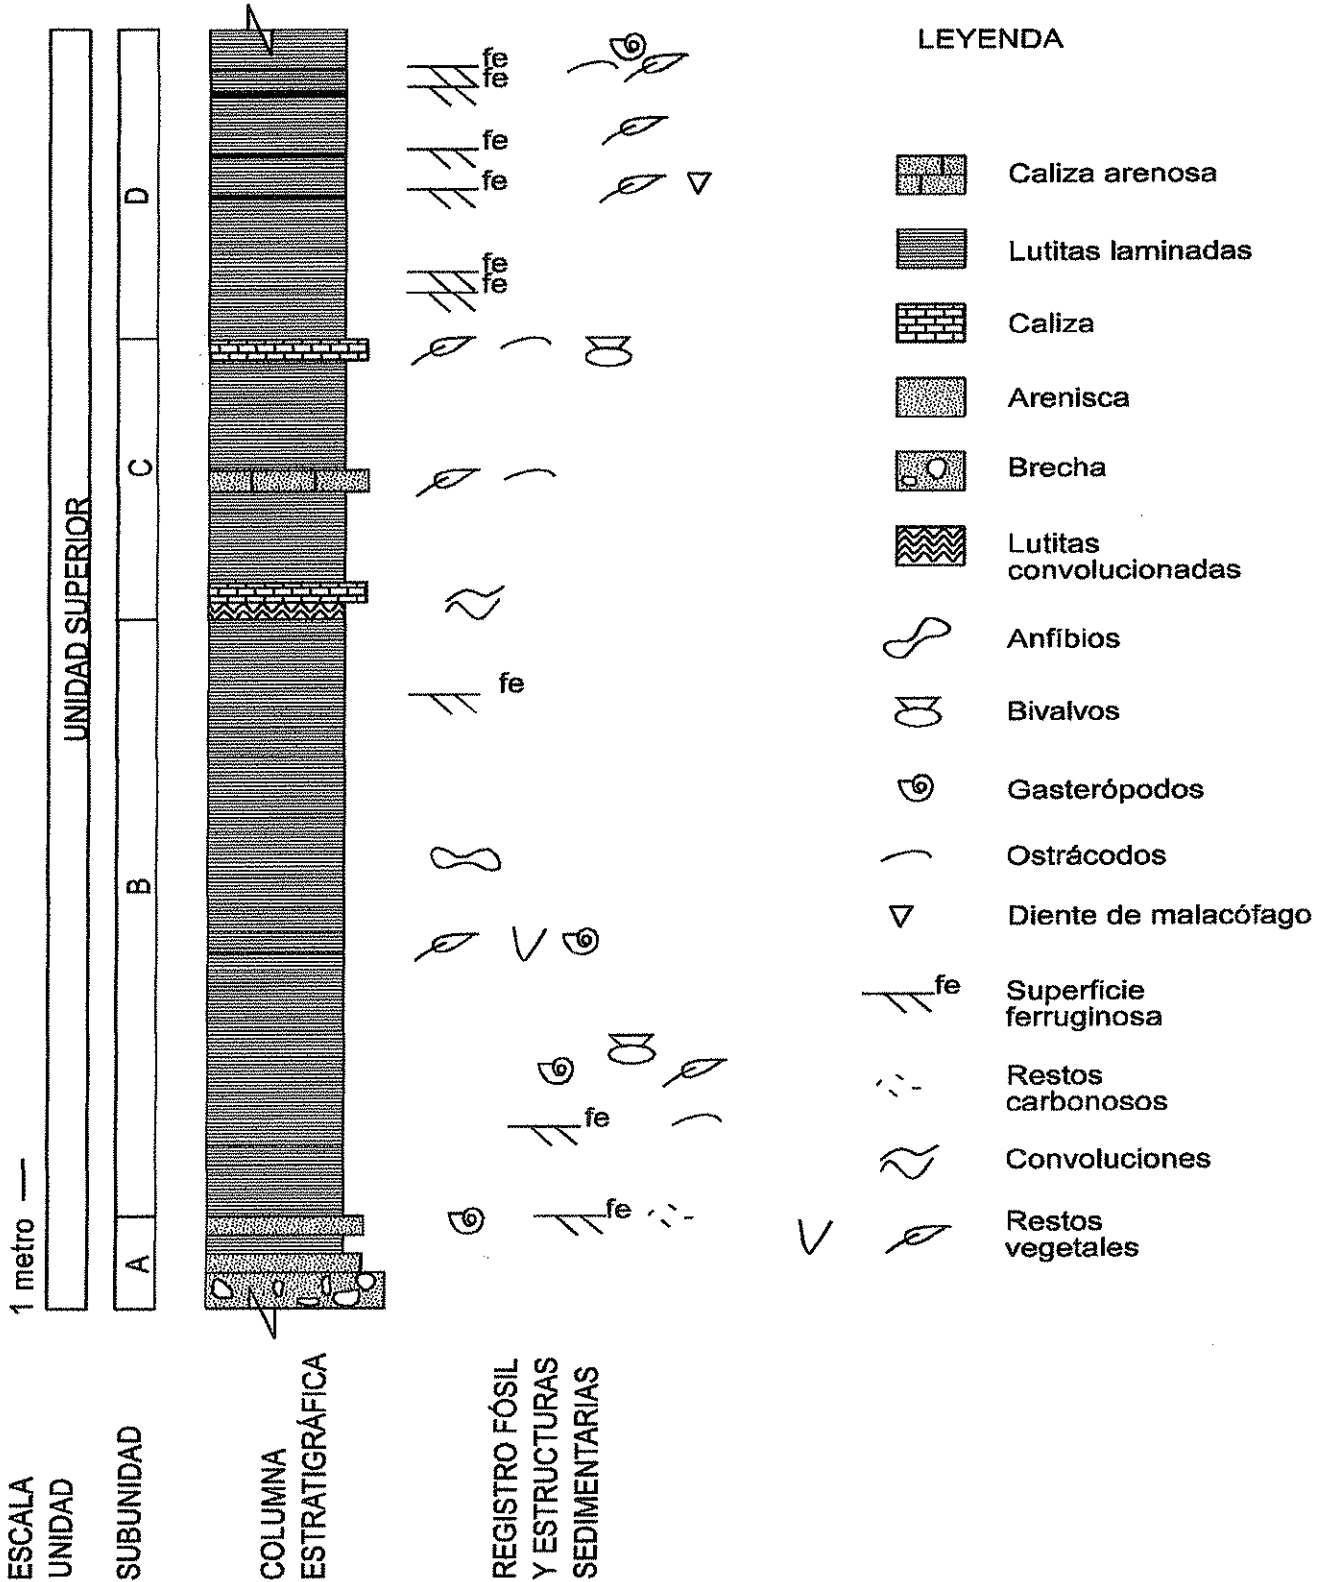 LEYENDA
Caliza arenosa
Lutitas laminadas
Caliza
Arenisca
Brecha
Lutitas
convolucionadas
Anfíbios
Bivalvos
Gasterópodos
Ostrácodos
Diente de malacófago
fe
Superficie
ferruginosa
Restos
carbonosos
Convoluciones
Restos
vegetales
fe
fe
fe
fe
fe
fe
fe
fe
fe
D
C
B
A
UNIDAD SUPERIOR
1 metro
ESCALA
UNIDAD
SUBUNIDAD
COLUMNA
ESTRATIGRÁFICA
REGISTRO FÓSIL
Y ESTRUCTURAS
SEDIMENTARIAS